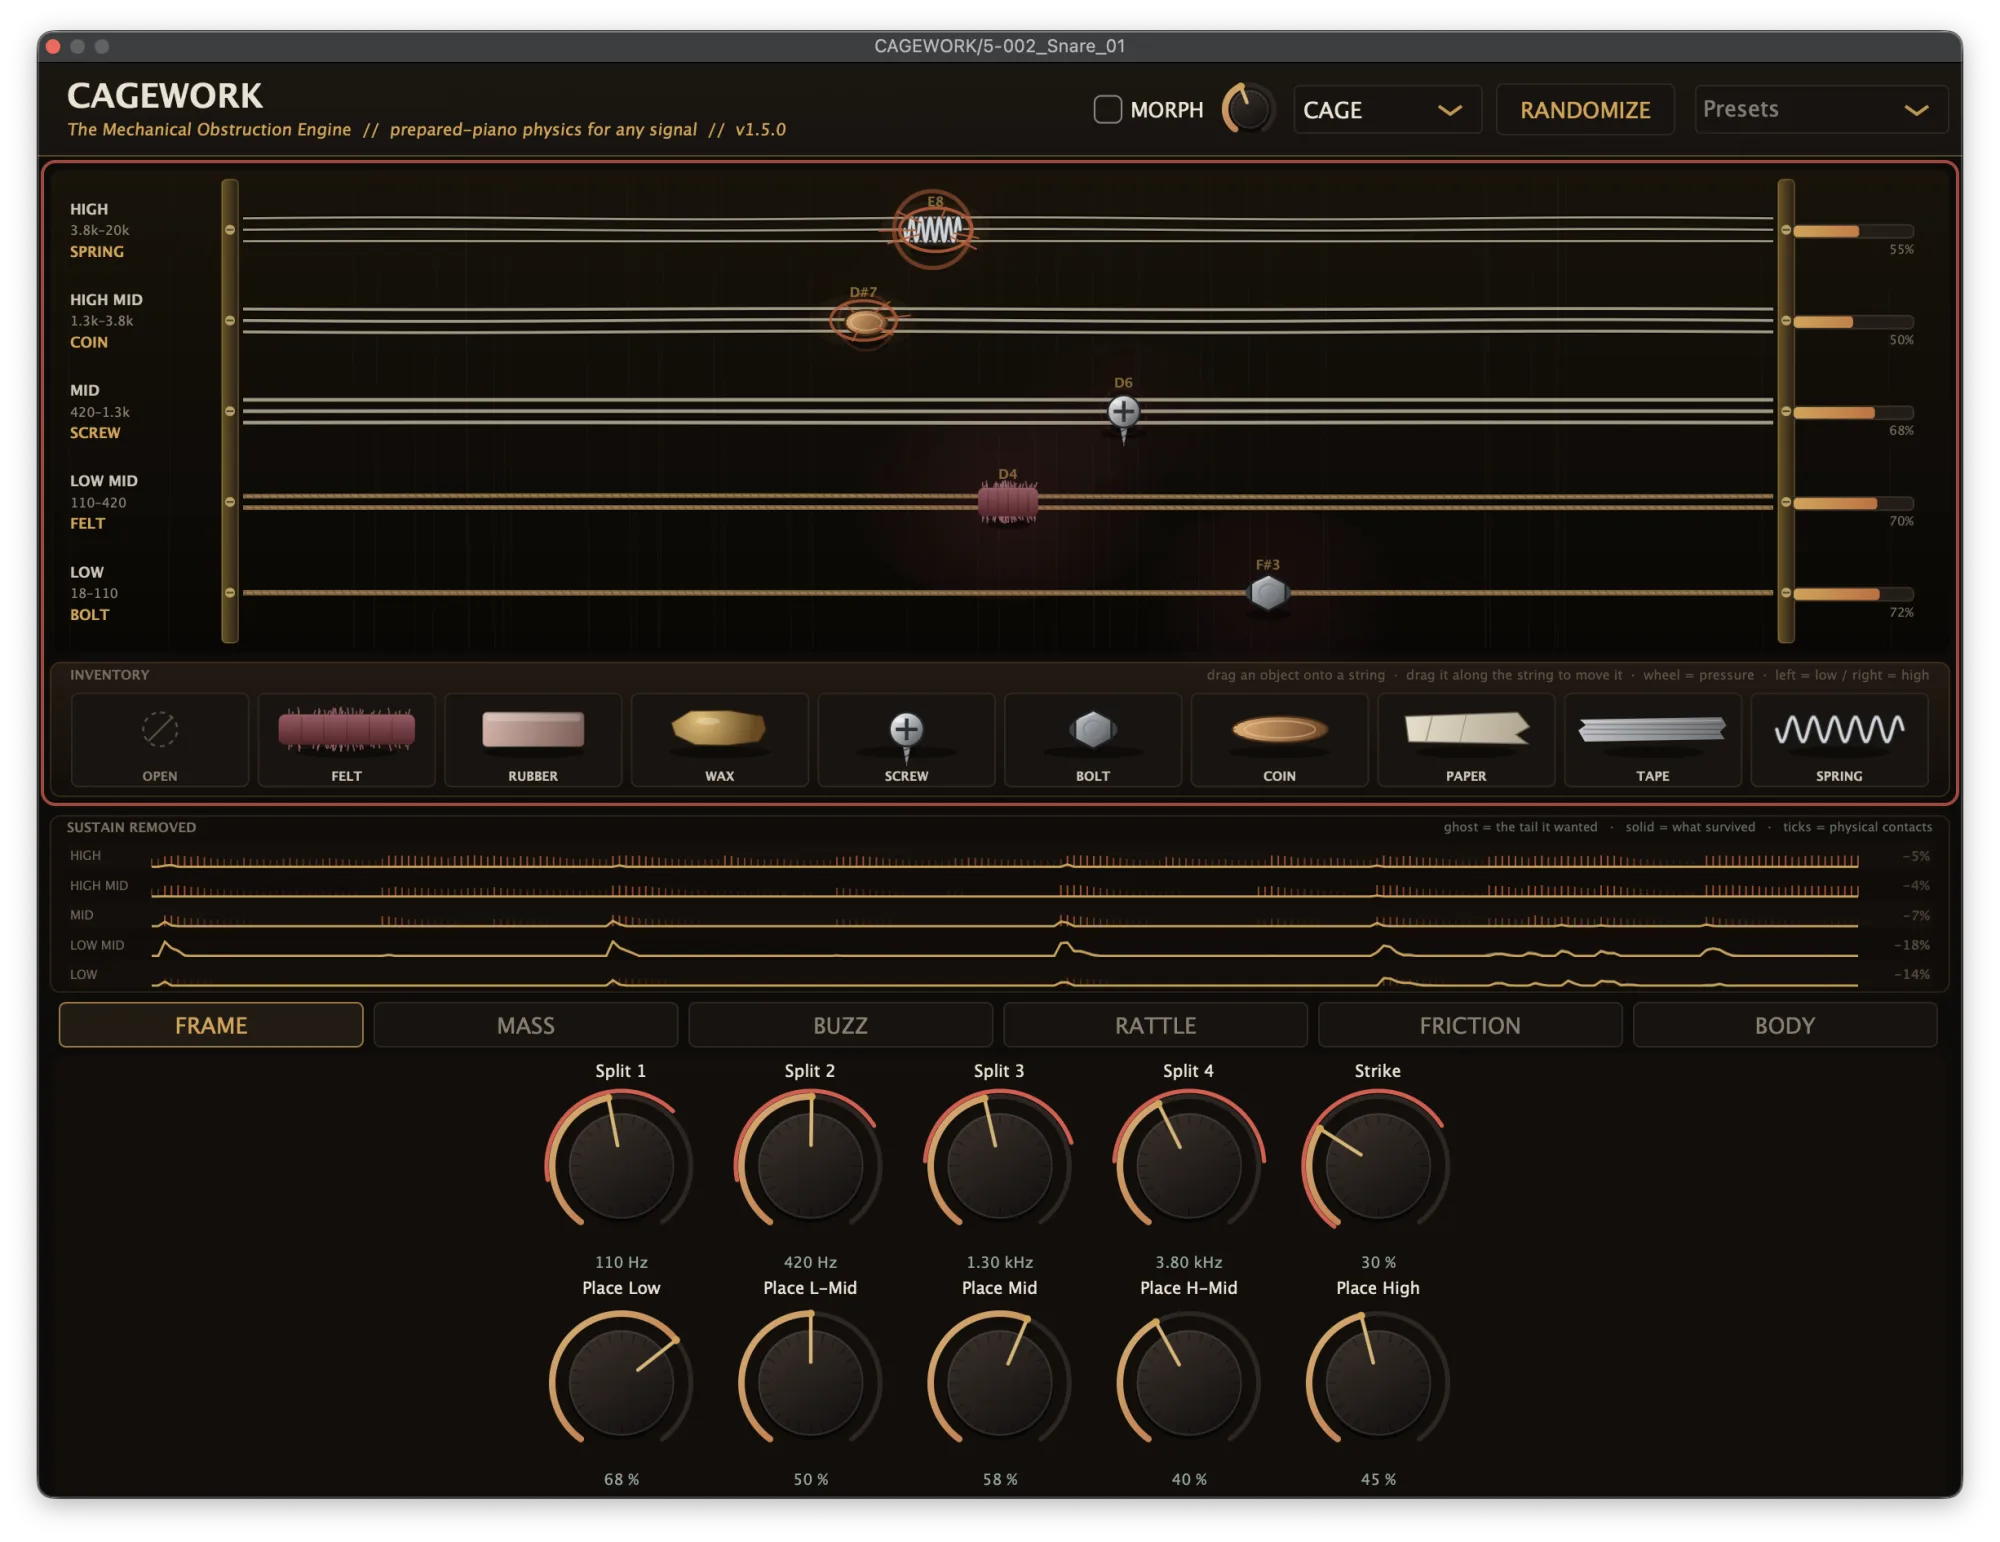 CAGEWORK/5-002_Snare_01
CAGEWORK
The Mechanical Obstruction Engine // prepared-piano physics for any signal // v1.5.0
MORPH
CAGE
RANDOMIZE
Presets
HIGH
3.8k-20k
SPRING
E8
55%
HIGH MID
1.3k-3.8k
COIN
D#7
50%
MID
420-1.3k
SCREW
D6
68%
LOW MID
110-420
FELT
D4
70%
LOW
18-110
BOLT
F#3
72%
INVENTORY
drag an object onto a string · drag it along the string to move it · wheel = pressure · left = low / right = high
OPEN FELT RUBBER WAX SCREW BOLT COIN PAPER TAPE SPRING
SUSTAIN REMOVED
ghost = the tail it wanted · solid = what survived · ticks = physical contacts
HIGH -5%
HIGH MID -4%
MID -7%
LOW MID -18%
LOW -14%
FRAME MASS BUZZ RATTLE FRICTION BODY
Split 1 Split 2 Split 3 Split 4 Strike
110 Hz 420 Hz 1.30 kHz 3.80 kHz 30 %
Place Low Place L-Mid Place Mid Place H-Mid Place High
68 % 50 % 58 % 40 % 45 %